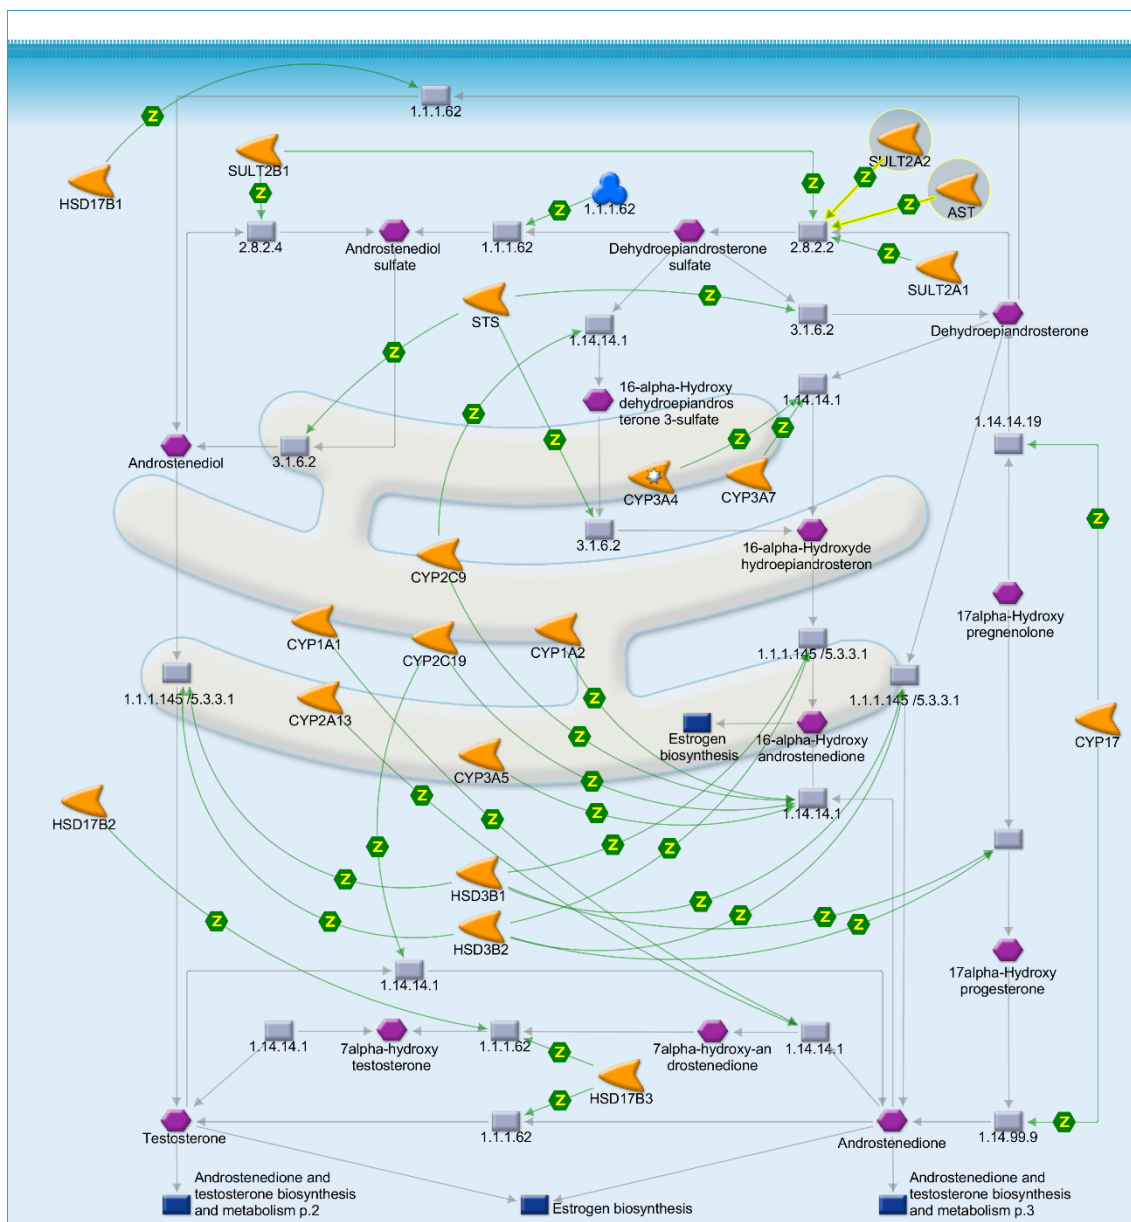 1.1.1.62
Z
HSD17B1
SULT2B1
Z
Z
1.1.1.62
Z
SULT2A2
Z
AST
Z
2.8.2.4
Androstenediol
sulfate
1.1.1.62
Dehydroepiandrosterone
sulfate
2.8.2.2
Z
SULT2A1
STS
Z
3.1.6.2
Dehydroepiandrosterone
1.14.14.1
Z
16-alpha-Hydroxy
dehydroepiandros
terone 3-sulfate
1.14.14.1
Z
Z
Z
Z
1.14.14.19
Androstenediol
3.1.6.2
CYP3A4
CYP3A7
Z
3.1.6.2
16-alpha-Hydroxyde
hydroepiandrosteron
CYP2C9
17alpha-Hydroxy
pregnenolone
CYP1A1
CYP2C19
CYP1A2
1.1.1.145 /5.3.3.1
1.1.1.145 /5.3.3.1
1.1.1.145 /5.3.3.1
CYP2A13
Z
Z
Estrogen
biosynthesis
16-alpha-Hydroxy
androstenedione
CYP17
CYP3A5
Z
Z
Z
Z
1.14.14.1
HSD17B2
Z
Z
Z
Z
HSD3B1
Z
Z
Z
Z
Z
Z
Z
HSD3B2
17alpha-Hydroxy
progesterone
1.14.14.1
1.14.14.1
7alpha-hydroxy
testosterone
1.1.1.62
7alpha-hydroxy-an
drostenedione
1.14.14.1
Z
HSD17B3
Z
Testosterone
1.1.1.62
Androstenedione
Z
1.14.99.9
Androstenedione and
testosterone biosynthesis
and metabolism p.2
Estrogen biosynthesis
Androstenedione and
testosterone biosynthesis
and metabolism p.3